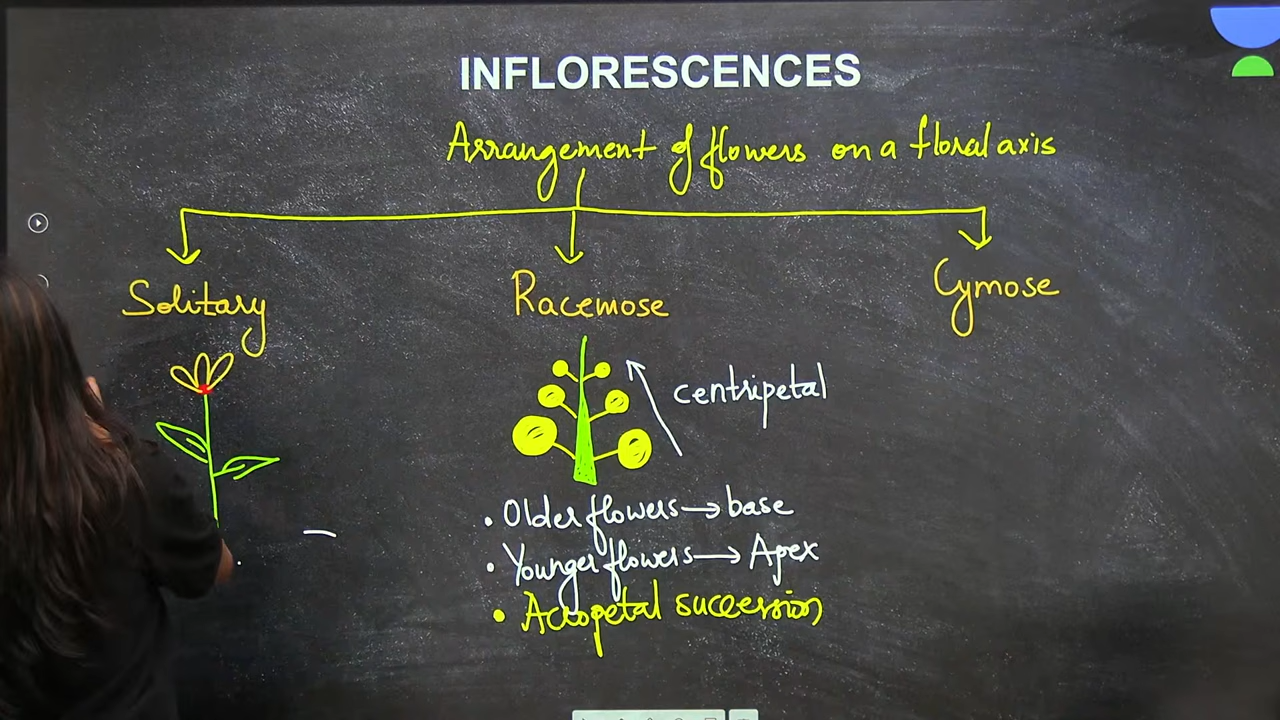 INFLORESCENCES
Arrangement of flowers on a floral axis
Solitary
Racemose
Cymose
centripetal
• Older flowers → base
• Younger flowers → Apex
• Acropetal succession